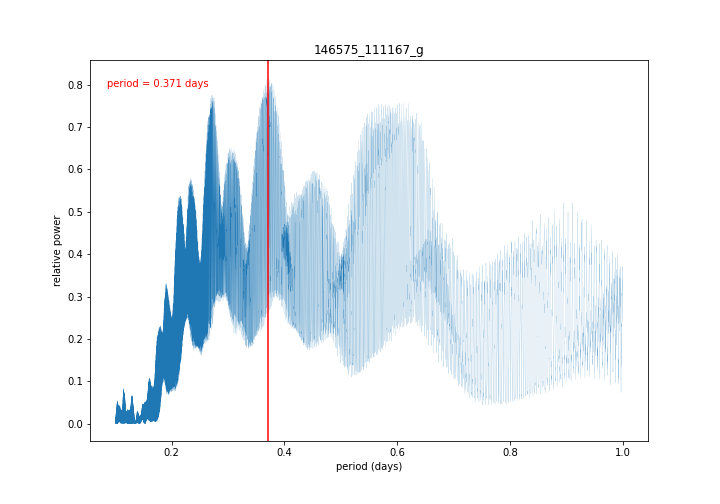 146575_111167_g
period = 0.371 days
relative power
0.8
0.7
0.6
0.5
0.4
0.3
0.2
0.1
0.0
0.2 0.4 0.6 0.8 1.0
period (days)